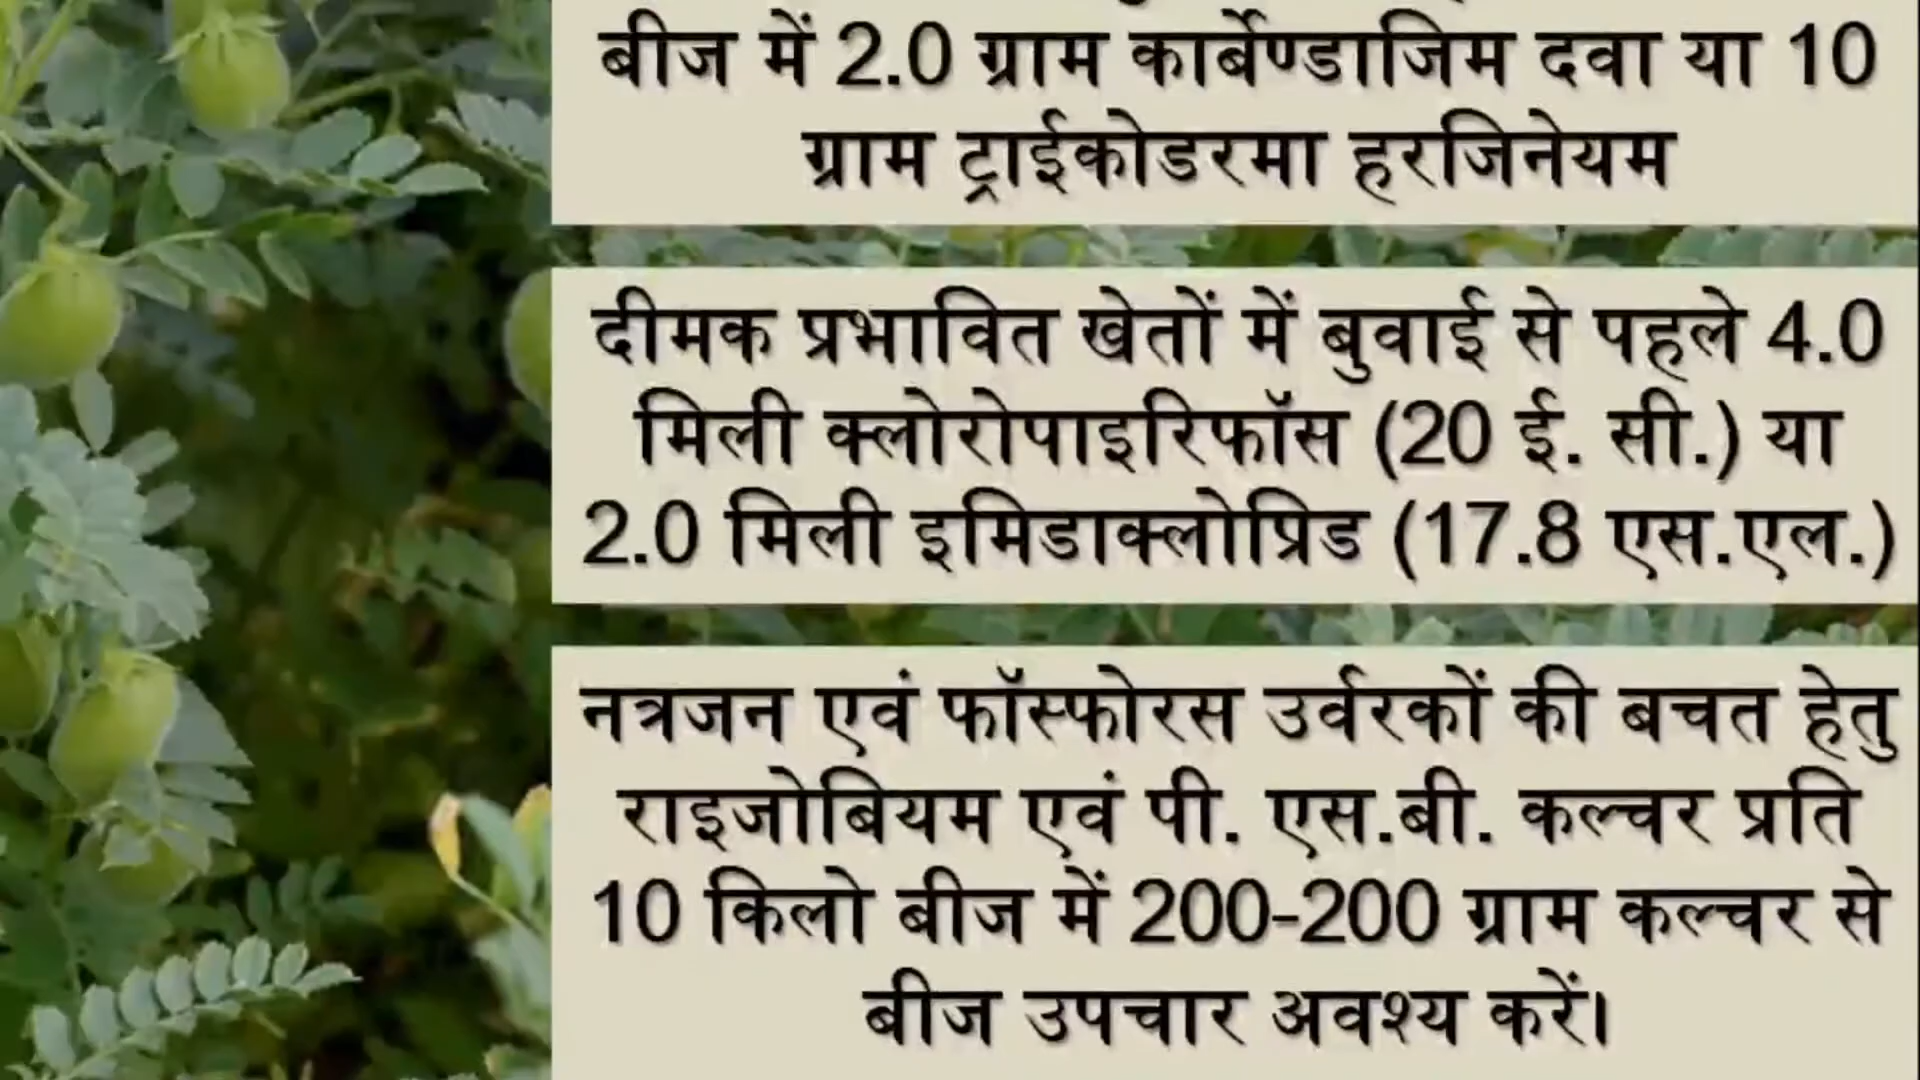 बीज में 2.0 ग्राम कार्बेण्डाजिम दवा या 10
ग्राम ट्राईकोडरमा हरजिनेयम
दीमक प्रभावित खेतों में बुवाई से पहले 4.0
मिली क्लोरोपाइरिफॉस (20 ई. सी.) या
2.0 मिली इमिडाक्लोप्रिड (17.8 एस.एल.)
नत्रजन एवं फॉस्फोरस उर्वरकों की बचत हेतु
राइजोबियम एवं पी. एस.बी. कल्चर प्रति
10 किलो बीज में 200-200 ग्राम कल्चर से
बीज उपचार अवश्य करें।